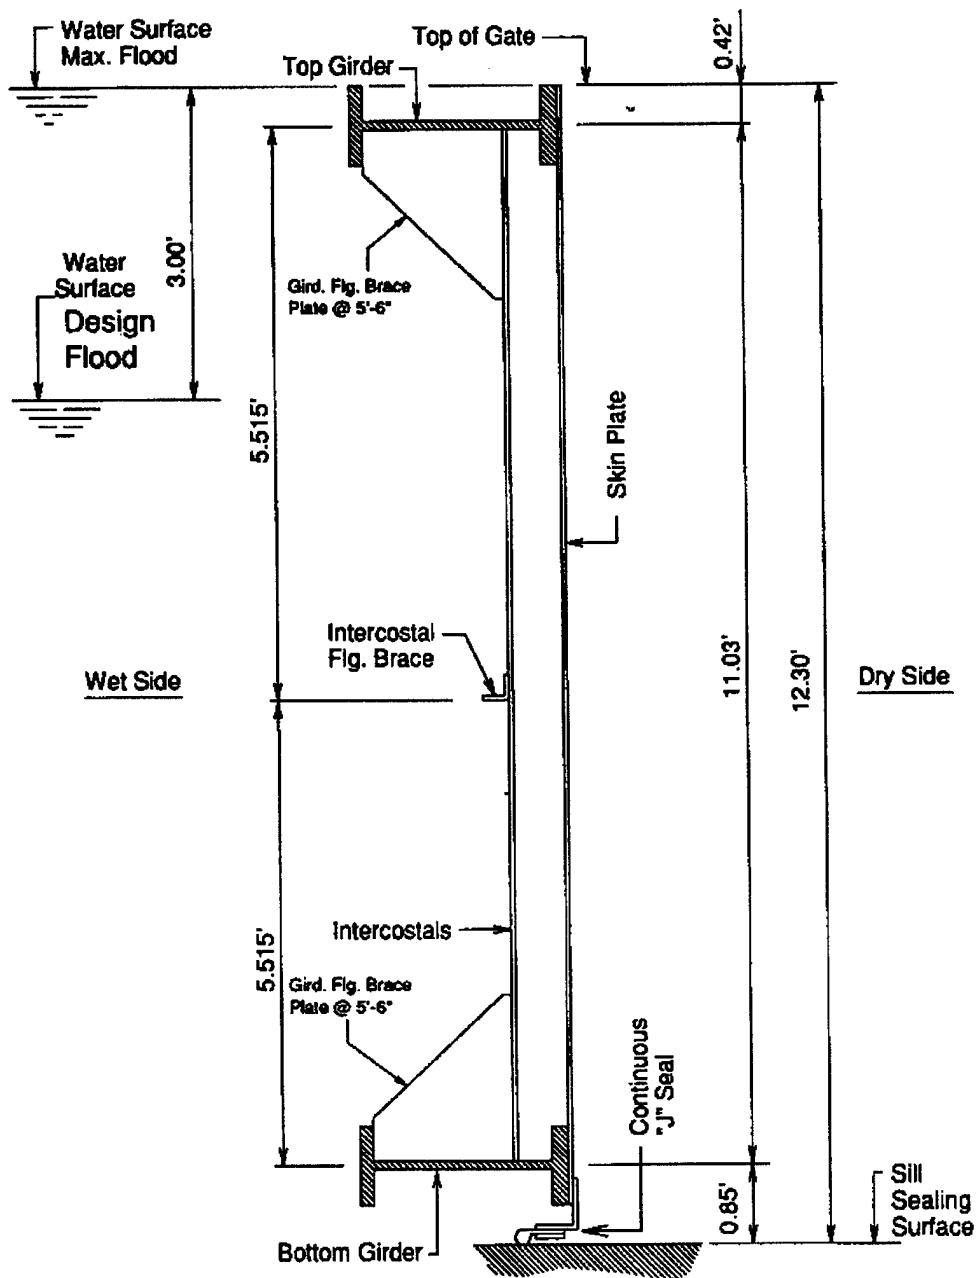 Water Surface
Max. Flood
Top of Gate
0.42'
Top Girder
3.00'
Water
Surface
Design
Flood
Gird. Flg. Brace
Plate @ 5'-6"
5.515'
Skin Plate
Intercostal
Flg. Brace
Wet Side
11.03'
12.30'
Dry Side
Intercostals
5.515'
Gird. Flg. Brace
Plate @ 5'-6"
Continuous
"J" Seal
0.85'
Sill
Sealing
Surface
Bottom Girder